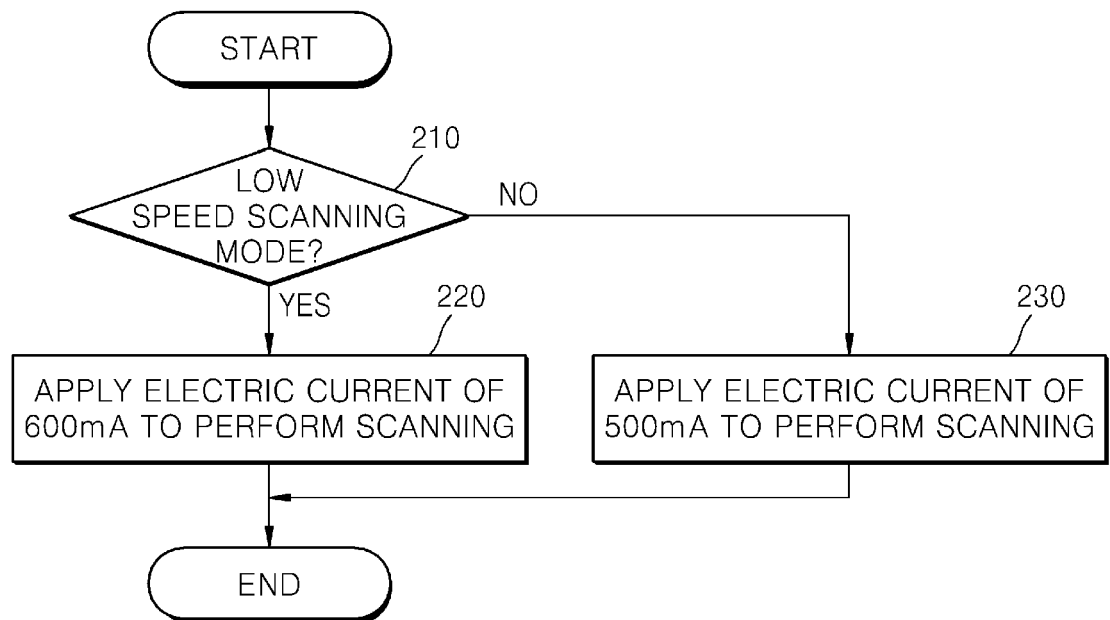 START
210
LOW
SPEED SCANNING
MODE?
NO
YES
220
230
APPLY ELECTRIC CURRENT OF
600mA TO PERFORM SCANNING
APPLY ELECTRIC CURRENT OF
500mA TO PERFORM SCANNING
END